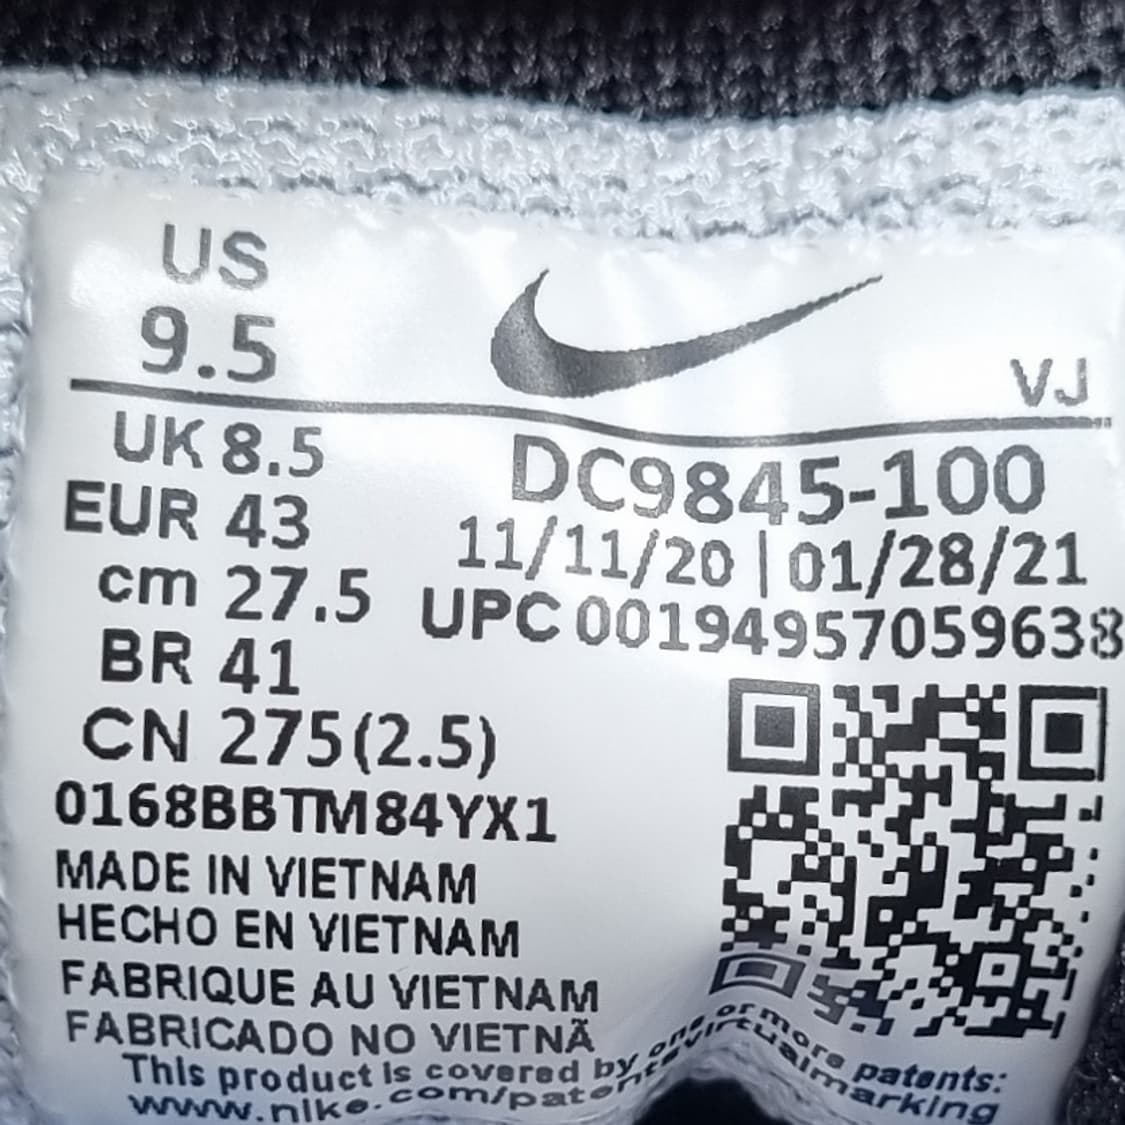 US
9.5
VJ
UK 8.5
EUR 43
cm 27.5
BR 41
CN 275(2.5)
DC9845-100
11/11/20 | 01/28/21
UPC 00194957059638
0168BBTM84YX1
MADE IN VIETNAM
HECHO EN VIETNAM
FABRIQUE AU VIETNAM
FABRICADO NO VIETNÃ
This product is covered by one or more patents:
www.nike.com/patentsvirtualmarking